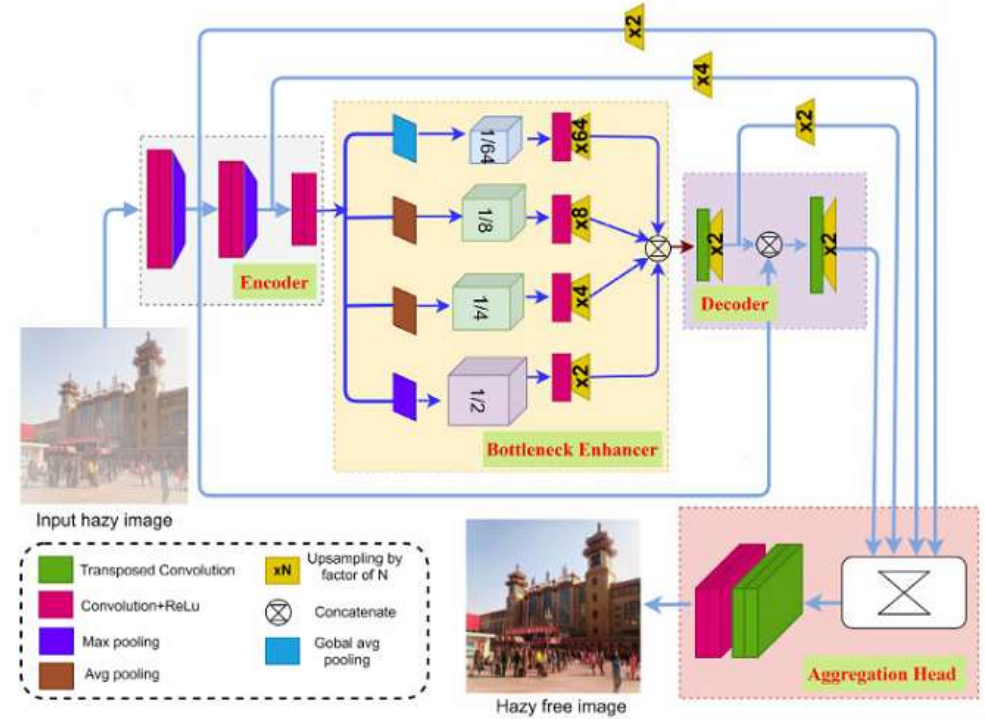 x2
x4
x2
1/64
x64
1/8
x8
x2
x2
Encoder
1/4
x4
Decoder
1/2
x2
Bottleneck Enhancer
Input hazy image
Transposed Convolution
xN
Upsampling by
factor of N
Convolution+ReLu
Concatenate
Max pooling
Gobal avg
pooling
Avg pooling
Aggregation Head
Hazy free image